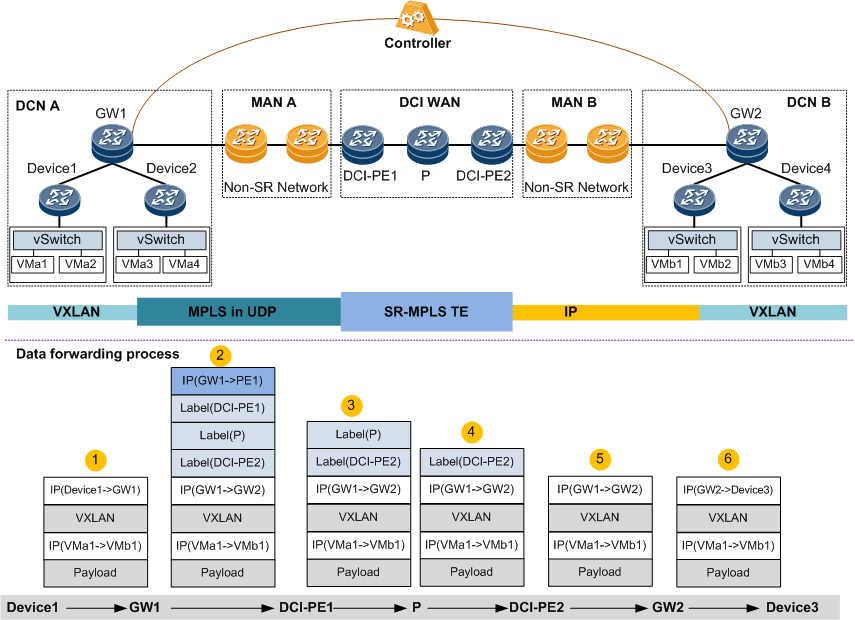 Controller
DCN A
MAN A
DCI WAN
MAN B
DCN B
GW1
GW2
Device1
Device2
Non-SR Network
DCI-PE1
P
DCI-PE2
Non-SR Network
Device3
Device4
vSwitch
vSwitch
vSwitch
vSwitch
VMa1
VMa2
VMa3
VMa4
VMb1
VMb2
VMb3
VMb4
VXLAN
MPLS in UDP
SR-MPLS TE
IP
VXLAN
Data forwarding process
1
IP(Device1->GW1)
VXLAN
IP(VMa1->VMb1)
Payload
2
IP(GW1->PE1)
Label(DCI-PE1)
Label(P)
Label(DCI-PE2)
IP(GW1->GW2)
VXLAN
IP(VMa1->VMb1)
Payload
3
Label(P)
Label(DCI-PE2)
IP(GW1->GW2)
VXLAN
IP(VMa1->VMb1)
Payload
4
Label(DCI-PE2)
IP(GW1->GW2)
VXLAN
IP(VMa1->VMb1)
Payload
5
IP(GW1->GW2)
VXLAN
IP(VMa1->VMb1)
Payload
6
IP(GW2->Device3)
VXLAN
IP(VMa1->VMb1)
Payload
Device1
GW1
DCI-PE1
P
DCI-PE2
GW2
Device3